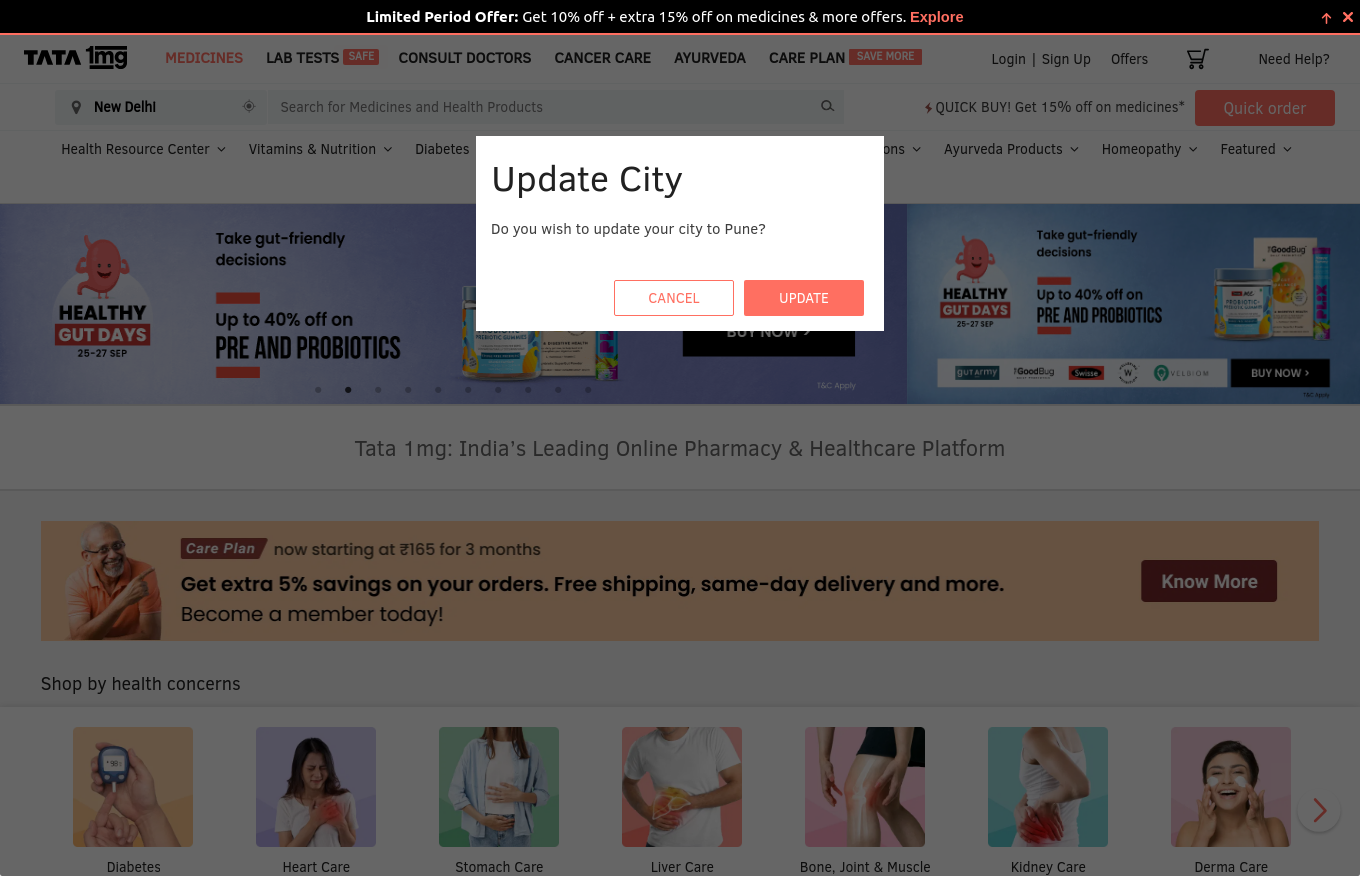 Limited Period Offer: Get 10% off + extra 15% off on medicines & more offers. Explore
TATA 1mg
MEDICINES LAB TESTS SAFE CONSULT DOCTORS CANCER CARE AYURVEDA CARE PLAN SAVE MORE
Login | Sign Up Offers Need Help?
New Delhi
Search for Medicines and Health Products
QUICK BUY! Get 15% off on medicines*
Quick order
Health Resource Center Vitamins & Nutrition Diabetes Ayurveda Products Homeopathy Featured
Update City
Do you wish to update your city to Pune?
CANCEL UPDATE
HEALTHY
GUT DAYS
25-27 SEP
Take gut-friendly
decisions
Up to 40% off on
PRE AND PROBIOTICS
BUY NOW >
T&C Apply
HEALTHY
GUT DAYS
25-27 SEP
Take gut-friendly
decisions
Up to 40% off on
PRE AND PROBIOTICS
GoodBug
PLIX
gutArmy The GoodBug Swisse W VELBIOM
BUY NOW >
T&C Apply
Tata 1mg: India's Leading Online Pharmacy & Healthcare Platform
Care Plan now starting at ₹165 for 3 months
Get extra 5% savings on your orders. Free shipping, same-day delivery and more.
Become a member today!
Know More
Shop by health concerns
Diabetes Heart Care Stomach Care Liver Care Bone, Joint & Muscle Kidney Care Derma Care